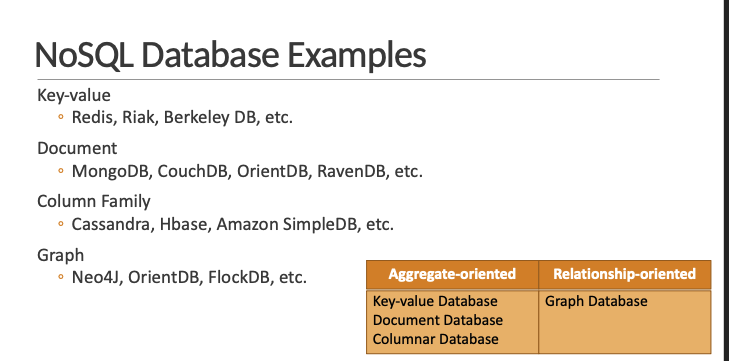 NoSQL Database Examples
Key-value
◦ Redis, Riak, Berkeley DB, etc.
Document
◦ MongoDB, CouchDB, OrientDB, RavenDB, etc.
Column Family
◦ Cassandra, Hbase, Amazon SimpleDB, etc.
Graph
◦ Neo4J, OrientDB, FlockDB, etc.
Aggregate-oriented Relationship-oriented
Key-value Database Graph Database
Document Database
Columnar Database